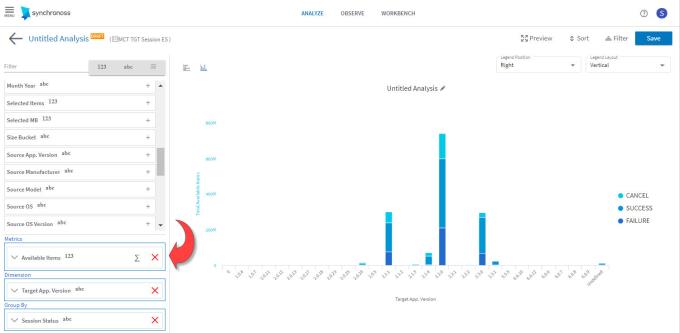 MENU synchronoss ANALYZE OBSERVE WORKBENCH ? S
Untitled Analysis DRAFT (MCT TGT Session ES) Preview Sort Filter Save
Filter 123 abc
Legend Position Right Legend Layout Vertical
Month Year abc +
Selected Items 123 +
Selected MB 123 +
Size Bucket abc +
Source App. Version abc +
Source Manufacturer abc +
Source Model abc +
Source OS abc +
Source OS Version abc +
Metrics
Available Items 123 Σ
Dimension
Target App. Version abc
Group By
Session Status abc
Untitled Analysis
Total Available Items
800M
600M
400M
200M
0
Target App. Version
CANCEL
SUCCESS
FAILURE